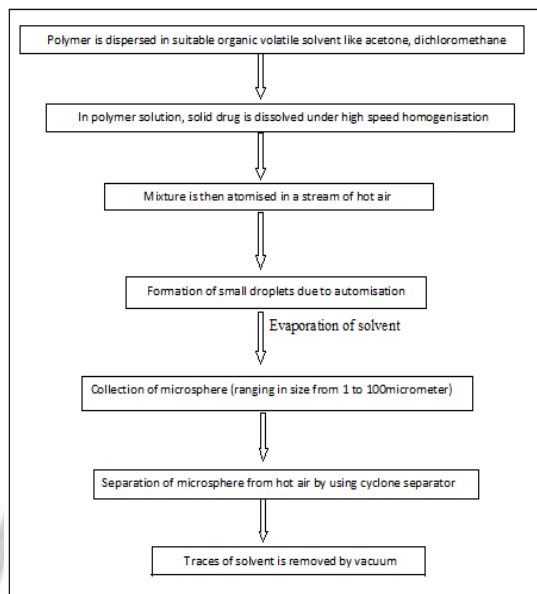 Polymer is dispersed in suitable organic volatile solvent like acetone, dichloromethane
In polymer solution, solid drug is dissolved under high speed homogenisation
Mixture is then atomised in a stream of hot air
Formation of small droplets due to automisation
Evaporation of solvent
Collection of microsphere (ranging in size from 1 to 100micrometer)
Separation of microsphere from hot air by using cyclone separator
Traces of solvent is removed by vacuum